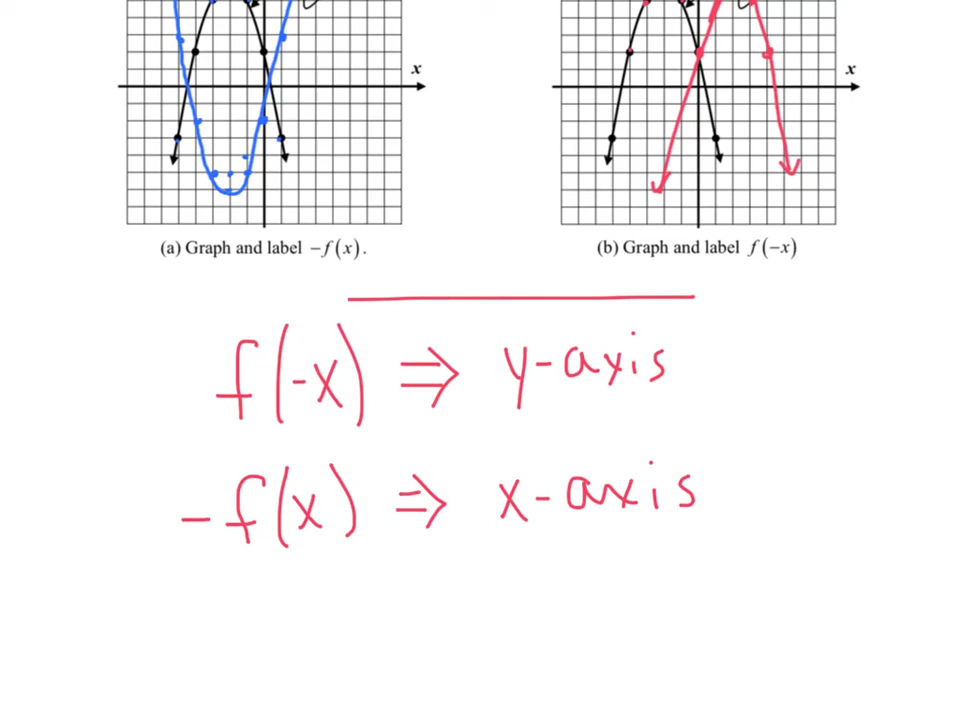 x
x
(a) Graph and label −f(x).
(b) Graph and label f(−x)
f(-x) ⇒ y-axis
-f(x) ⇒ x-axis